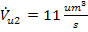 V̇u2 = 11 um³/s